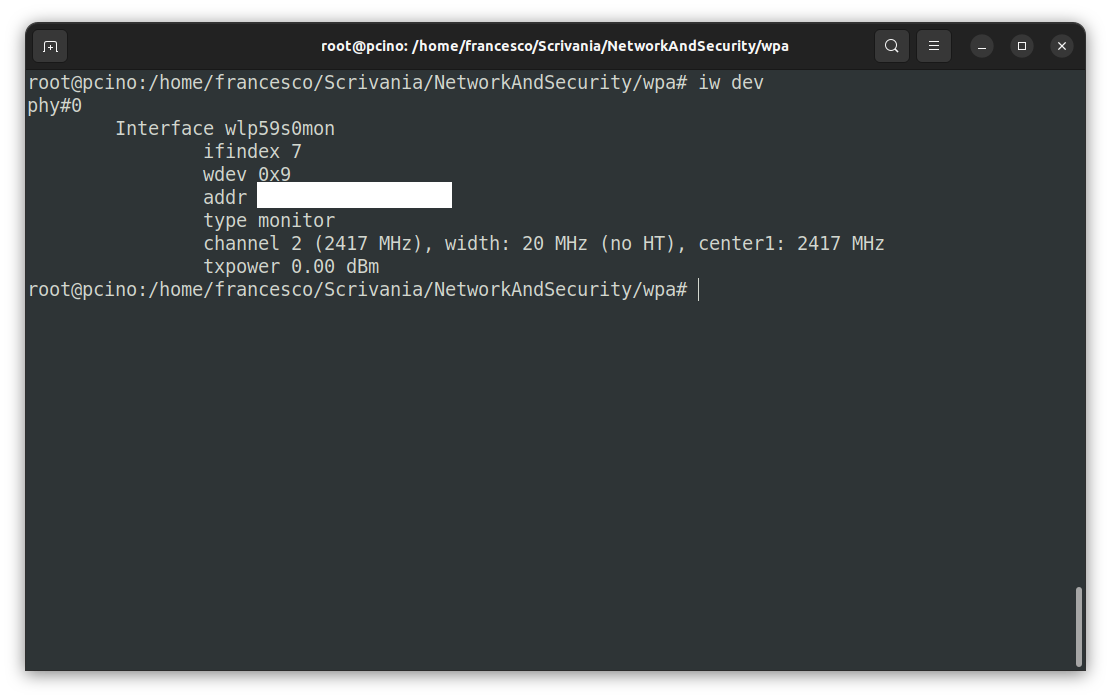 root@pcino: /home/francesco/Scrivania/NetworkAndSecurity/wpa
root@pcino:/home/francesco/Scrivania/NetworkAndSecurity/wpa# iw dev
phy#0
        Interface wlp59s0mon
                ifindex 7
                wdev 0x9
                addr
                type monitor
                channel 2 (2417 MHz), width: 20 MHz (no HT), center1: 2417 MHz
                txpower 0.00 dBm
root@pcino:/home/francesco/Scrivania/NetworkAndSecurity/wpa#